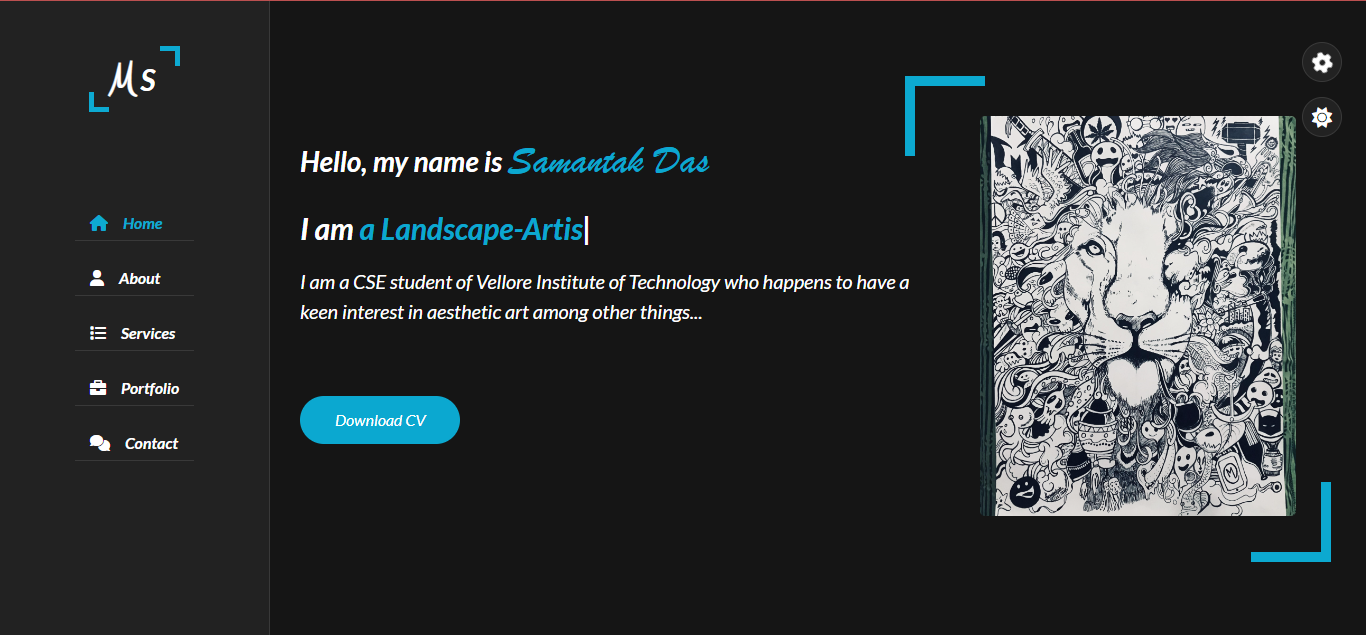 Ms
Home
About
Services
Portfolio
Contact
Hello, my name is Samantak Das
I am a Landscape-Artis|
I am a CSE student of Vellore Institute of Technology who happens to have a
keen interest in aesthetic art among other things...
Download CV